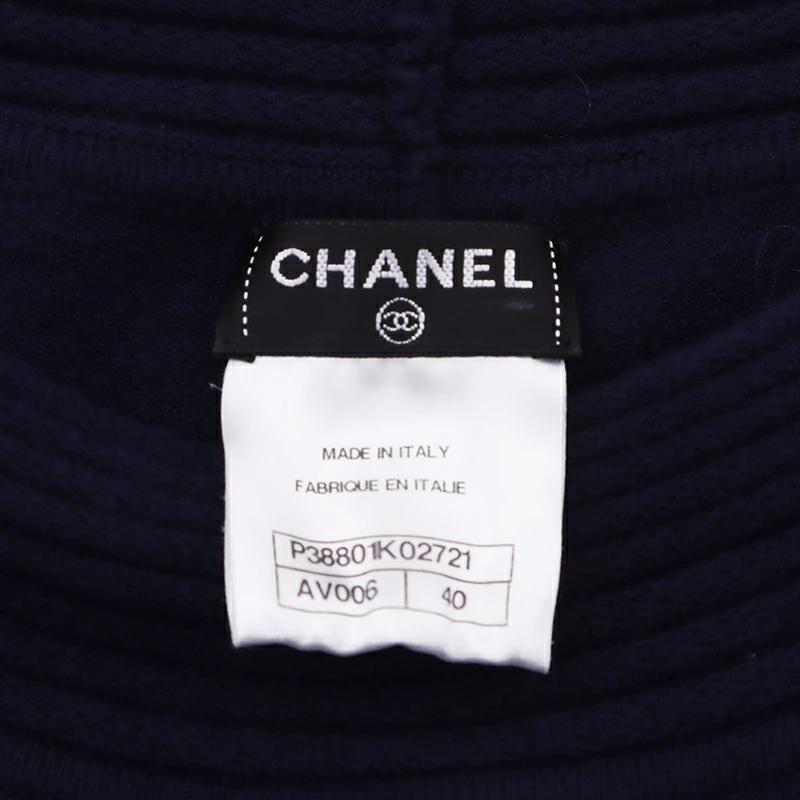 CHANEL
MADE IN ITALY
FABRIQUE EN ITALIE
P38801K02721
AV006 40